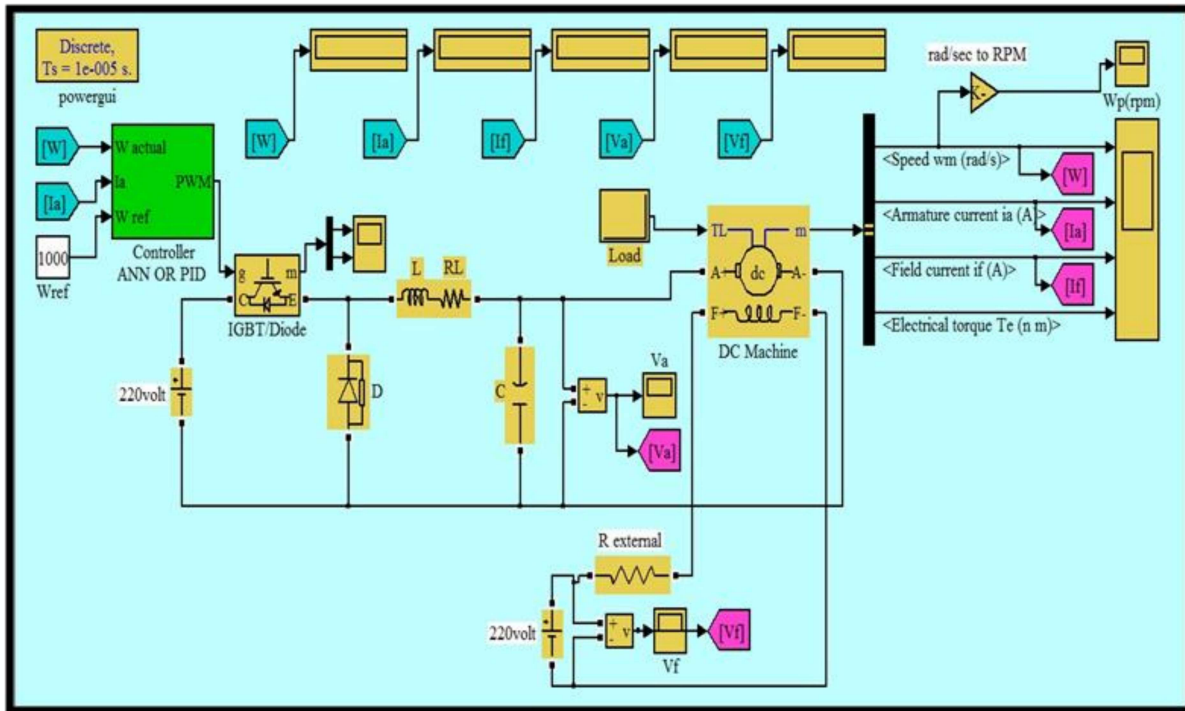 Discrete,
Ts = 1e-005 s.
powergui
rad/sec to RPM
K-
Wp(rpm)
[W]
[Ia]
[If]
[Va]
[Vf]
[W]
W actual
[Ia]
Ia
PWM
W ref
1000
Wref
Controller
ANN OR PID
<Speed wm (rad/s)>
[W]
<Armature current ia (A)>
[Ia]
<Field current if (A)>
[If]
<Electrical torque Te (n m)>
Load
TL
m
A+
dc
A-
F+
F-
DC Machine
g
m
C
E
IGBT/Diode
L
RL
220volt
D
C
+
-
v
Va
[Va]
R external
220volt
+
-
v
Vf
[Vf]